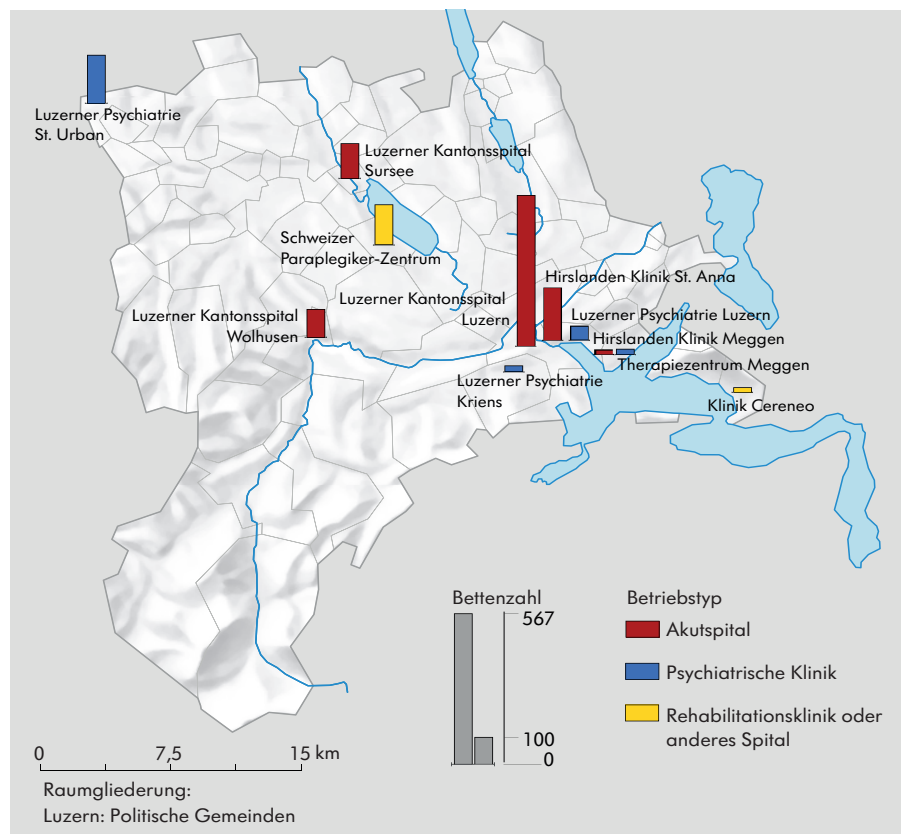 Luzerner Psychiatrie
St. Urban
Luzerner Kantonsspital
Sursee
Schweizer
Paraplegiker-Zentrum
Hirslanden Klinik St. Anna
Luzerner Kantonsspital
Luzern
Luzerner Kantonsspital
Wolhusen
Luzerner Psychiatrie Luzern
Hirslanden Klinik Meggen
Therapiezentrum Meggen
Luzerner Psychiatrie
Kriens
Klinik Cereneo
Bettenzahl
567
100
0
Betriebstyp
Akutspital
Psychiatrische Klinik
Rehabilitationsklinik oder
anderes Spital
0 7,5 15 km
Raumgliederung:
Luzern: Politische Gemeinden